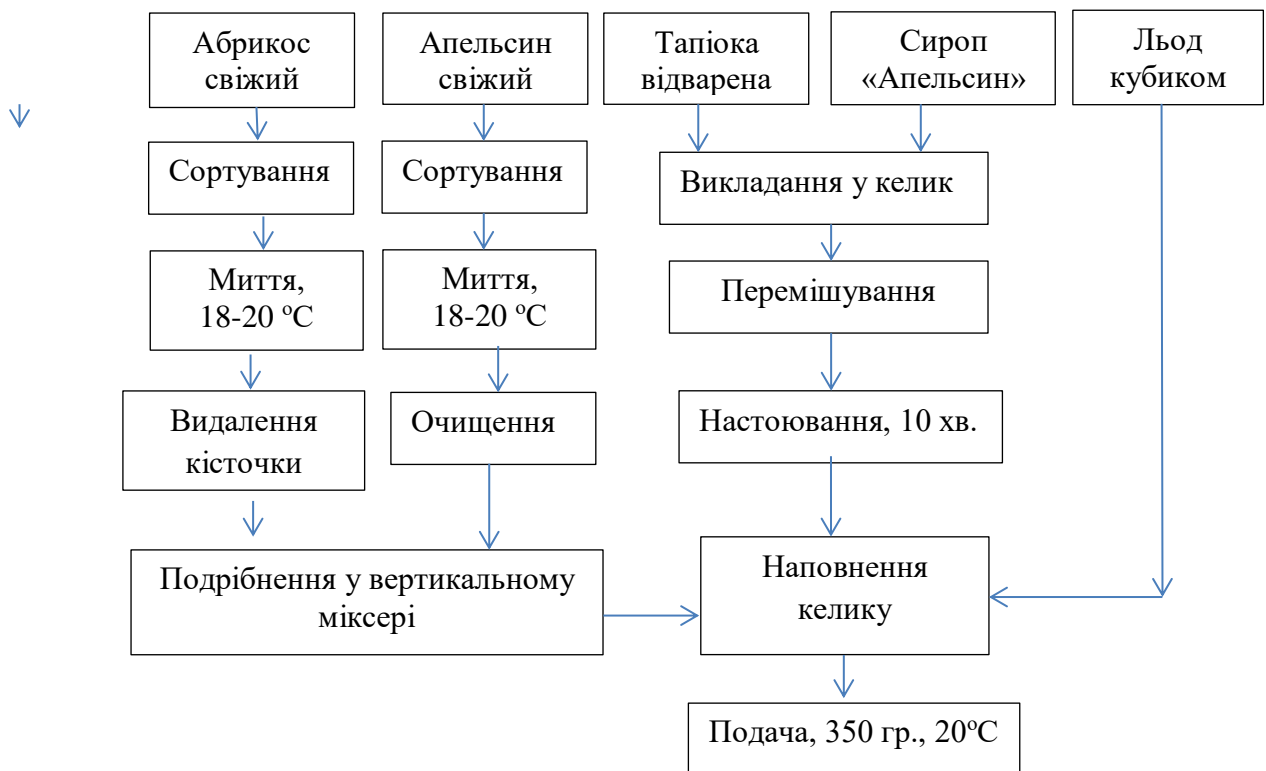 Абрикос
свіжий
Апельсин
свіжий
Тапіока
відварена
Сироп
«Апельсин»
Льод
кубиком
Сортування
Сортування
Викладання у келик
Миття,
18-20 ºС
Миття,
18-20 ºС
Перемішування
Видалення
кісточки
Очищення
Настоювання, 10 хв.
Подрібнення у вертикальному
міксері
Наповнення
келику
Подача, 350 гр., 20ºС